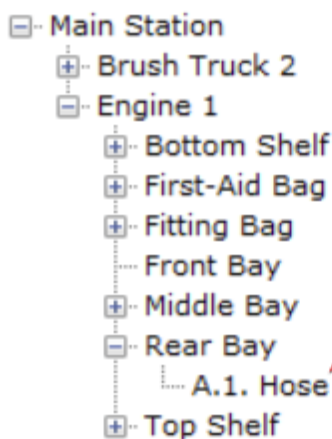 Main Station
Brush Truck 2
Engine 1
Bottom Shelf
First-Aid Bag
Fitting Bag
Front Bay
Middle Bay
Rear Bay
A.1. Hose
Top Shelf